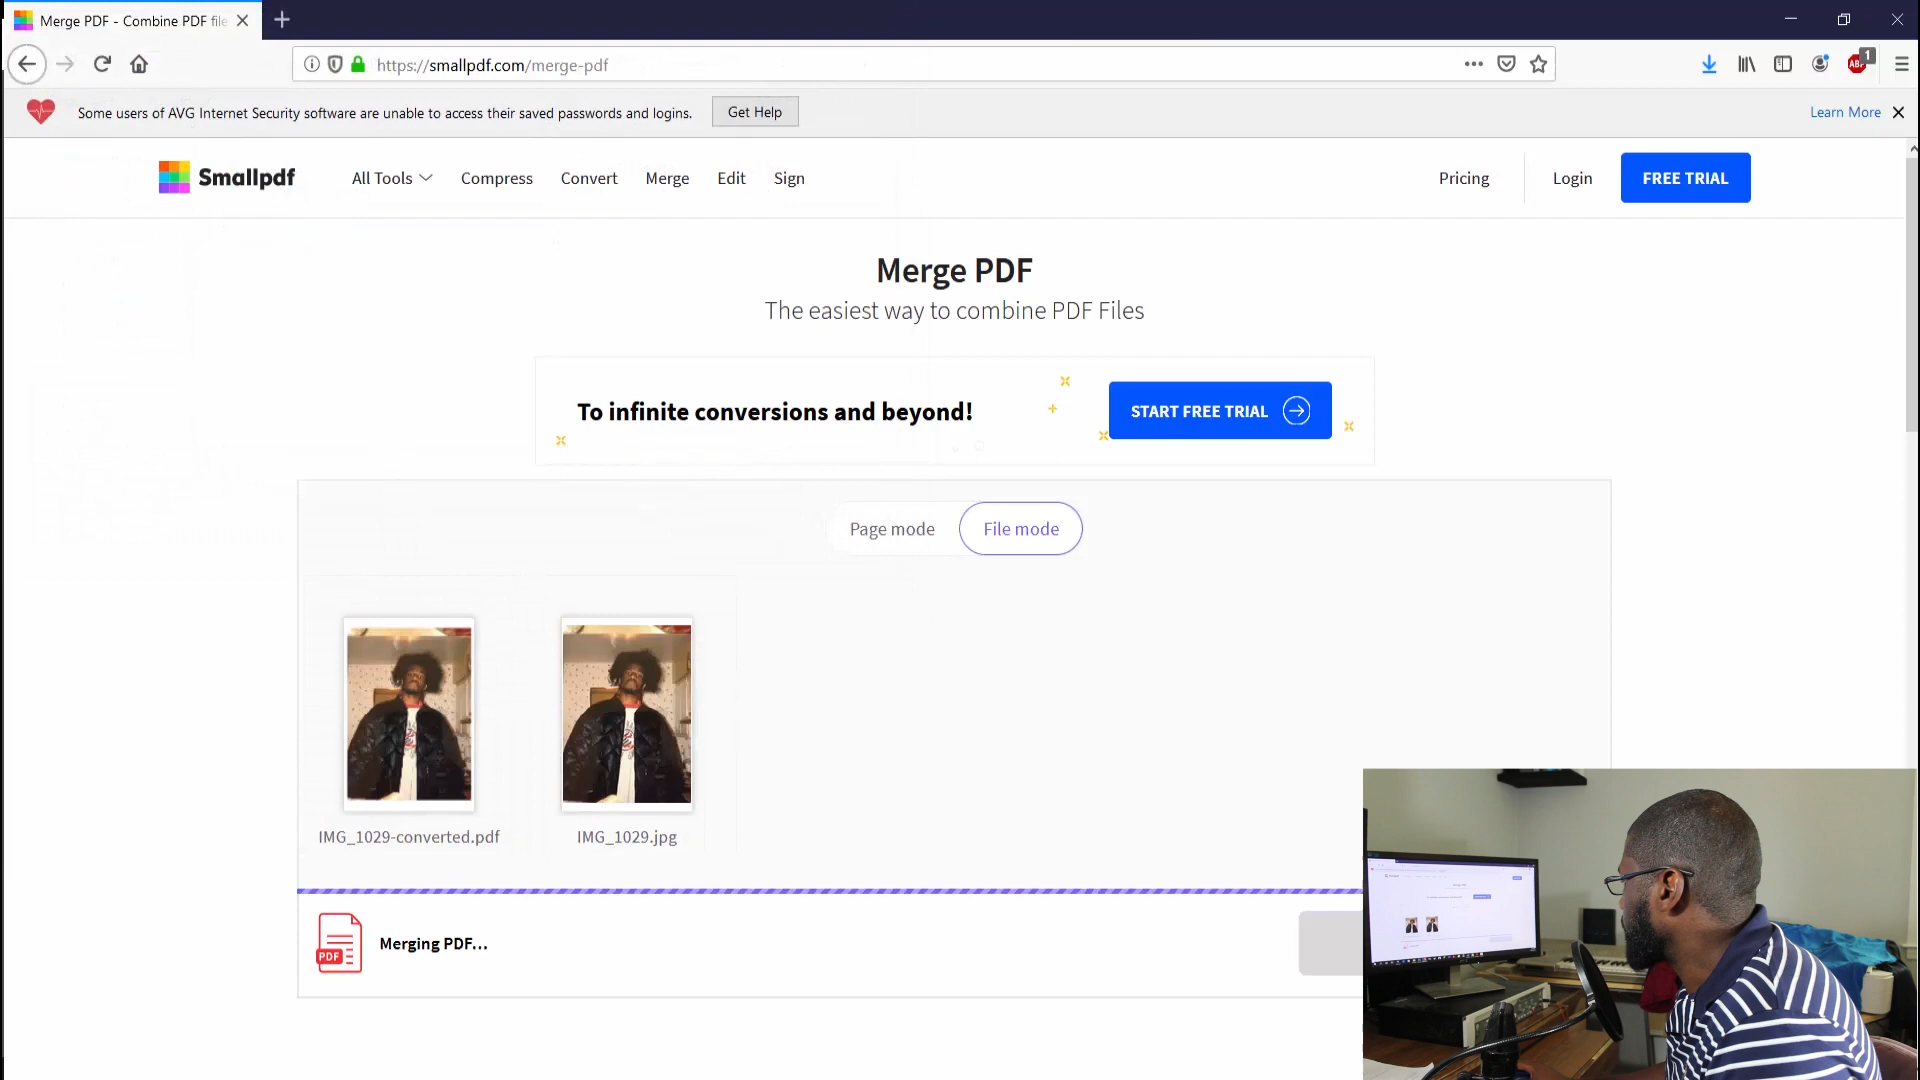 Merge PDF - Combine PDF file
https://smallpdf.com/merge-pdf
ABP
1
Some users of AVG Internet Security software are unable to access their saved passwords and logins.
Get Help
Learn More
Smallpdf
All Tools
Compress
Convert
Merge
Edit
Sign
Pricing
Login
FREE TRIAL
Merge PDF
The easiest way to combine PDF Files
To infinite conversions and beyond!
START FREE TRIAL
Page mode
File mode
IMG_1029-converted.pdf
IMG_1029.jpg
PDF
Merging PDF...